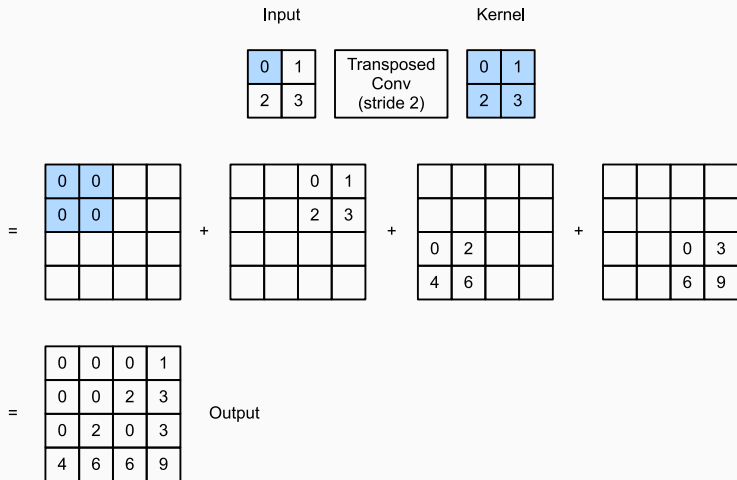 Input Kernel
0 1 Transposed 0 1
Conv
2 3 (stride 2) 2 3
0 0 0 1
= 0 0 + 2 3 + +
0 2 0 3
4 6 6 9
0 0 0 1
0 0 2 3
= Output
0 2 0 3
4 6 6 9